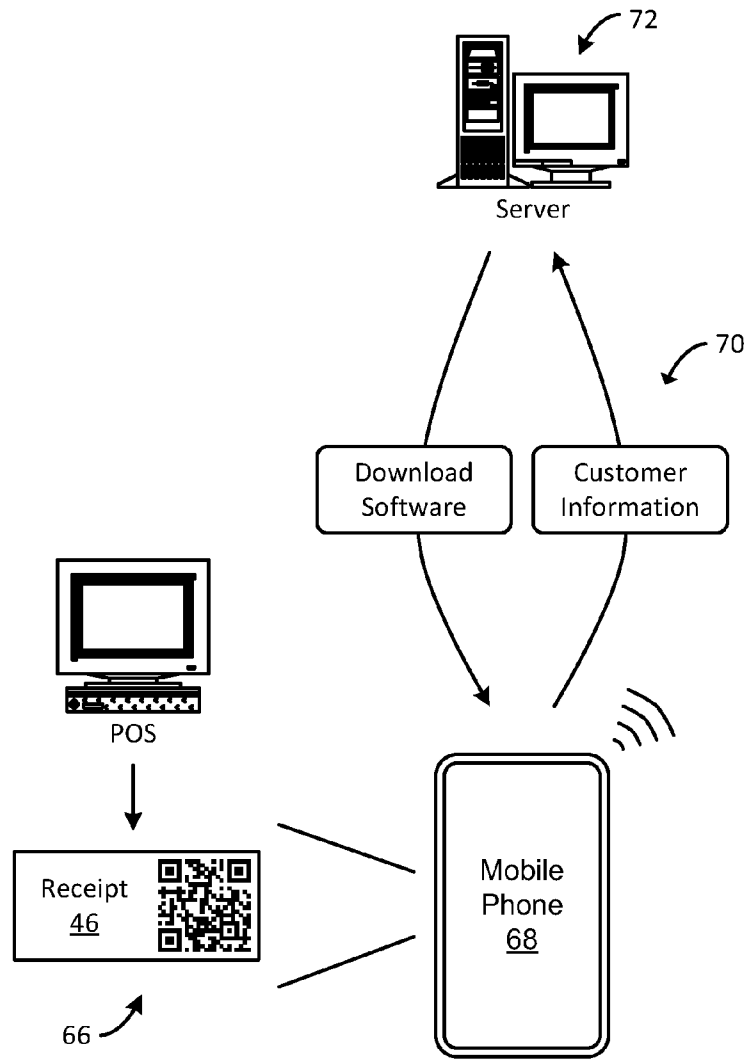 72
Server
70
Download
Software
Customer
Information
POS
Receipt
46
Mobile
Phone
68
66